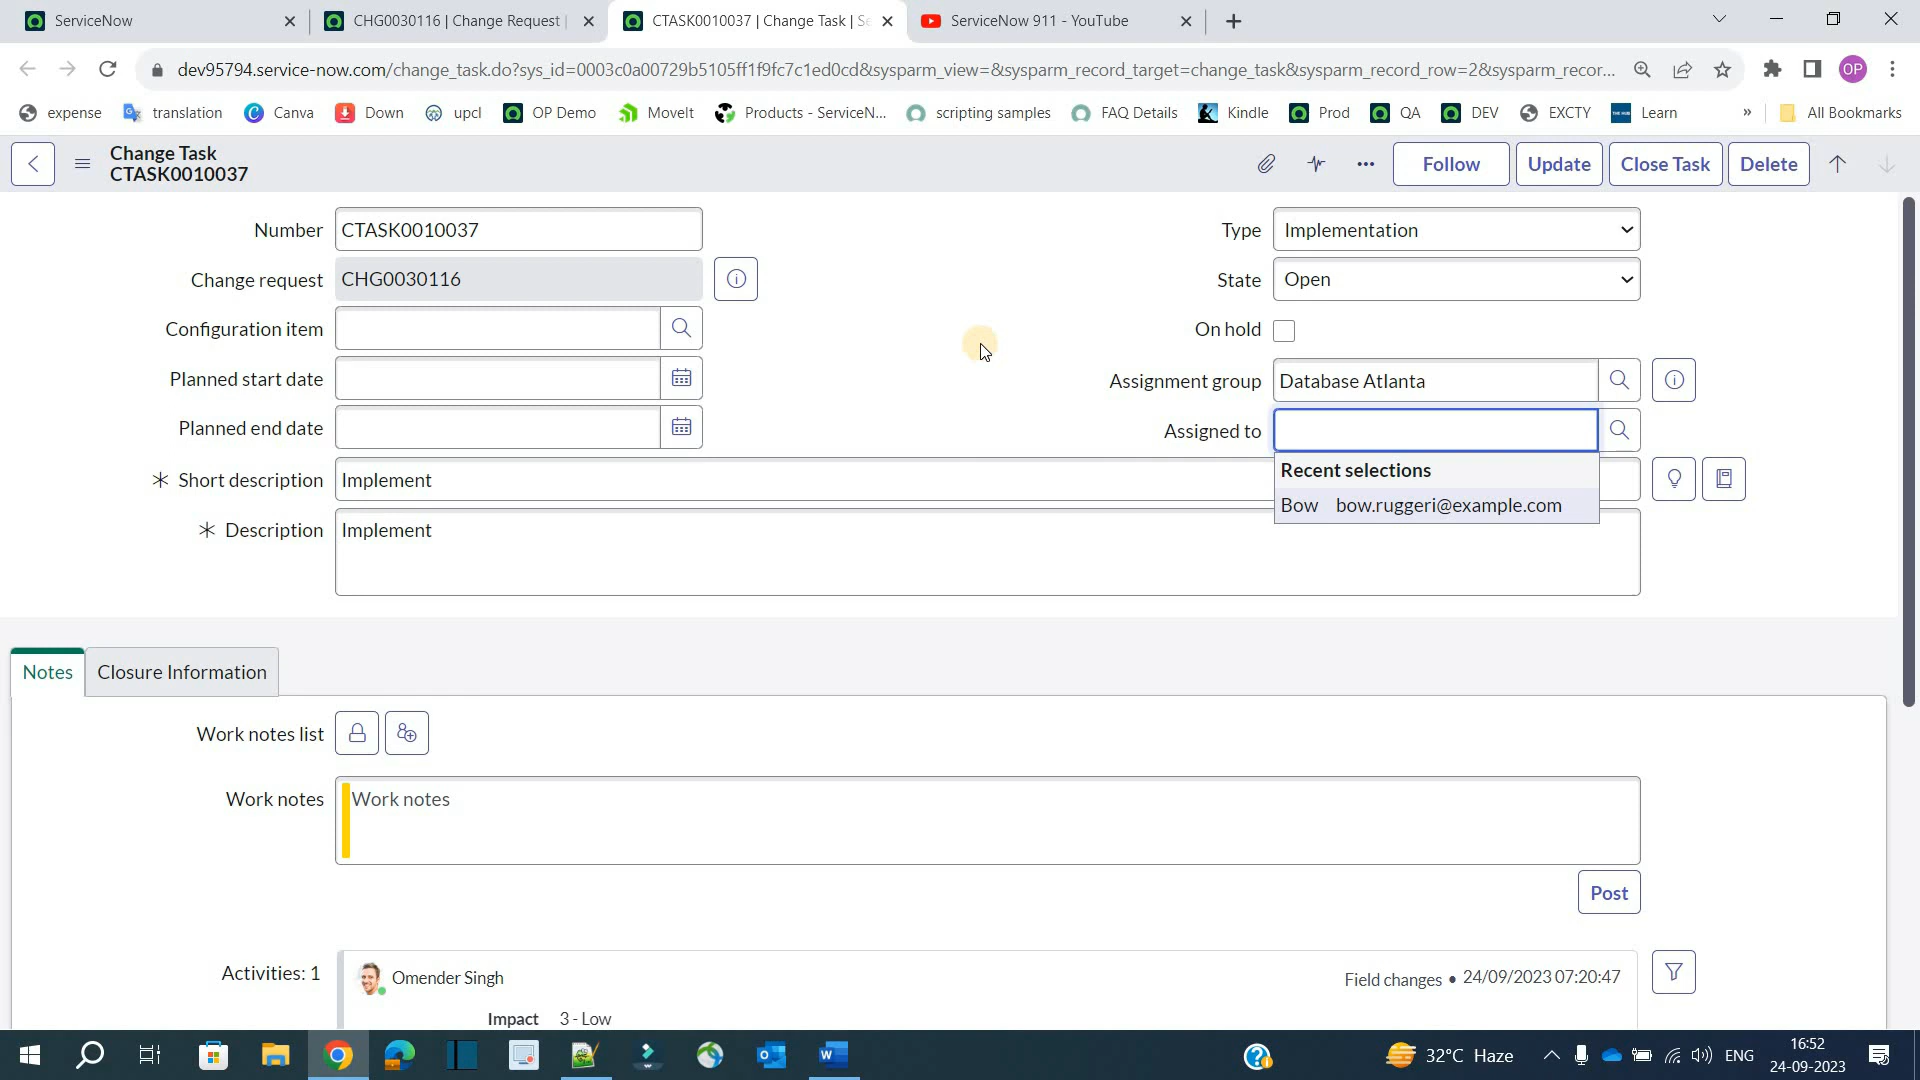 ServiceNow
CHG0030116 | Change Request |
CTASK0010037 | Change Task | Se
ServiceNow 911 - YouTube
dev95794.service-now.com/change_task.do?sys_id=0003c0a00729b5105ff1f9fc7c1ed0cd&sysparm_view=&sysparm_record_target=change_task&sysparm_record_row=2&sysparm_recor...
OP
expense
translation
Canva
Down
upcl
OP Demo
MoveIt
Products - ServiceN...
scripting samples
FAQ Details
Kindle
Prod
QA
DEV
EXCTY
Learn
»
All Bookmarks
Change Task
CTASK0010037
Follow
Update
Close Task
Delete
Number
CTASK0010037
Type
Implementation
Change request
CHG0030116
State
Open
Configuration item
On hold
Planned start date
Assignment group
Database Atlanta
Planned end date
Assigned to
Recent selections
Bow bow.ruggeri@example.com
Short description
Implement
Description
Implement
Notes
Closure Information
Work notes list
Work notes
Work notes
Post
Activities: 1
Omender Singh
Field changes • 24/09/2023 07:20:47
Impact 3 - Low
32°C Haze
ENG
16:52
24-09-2023